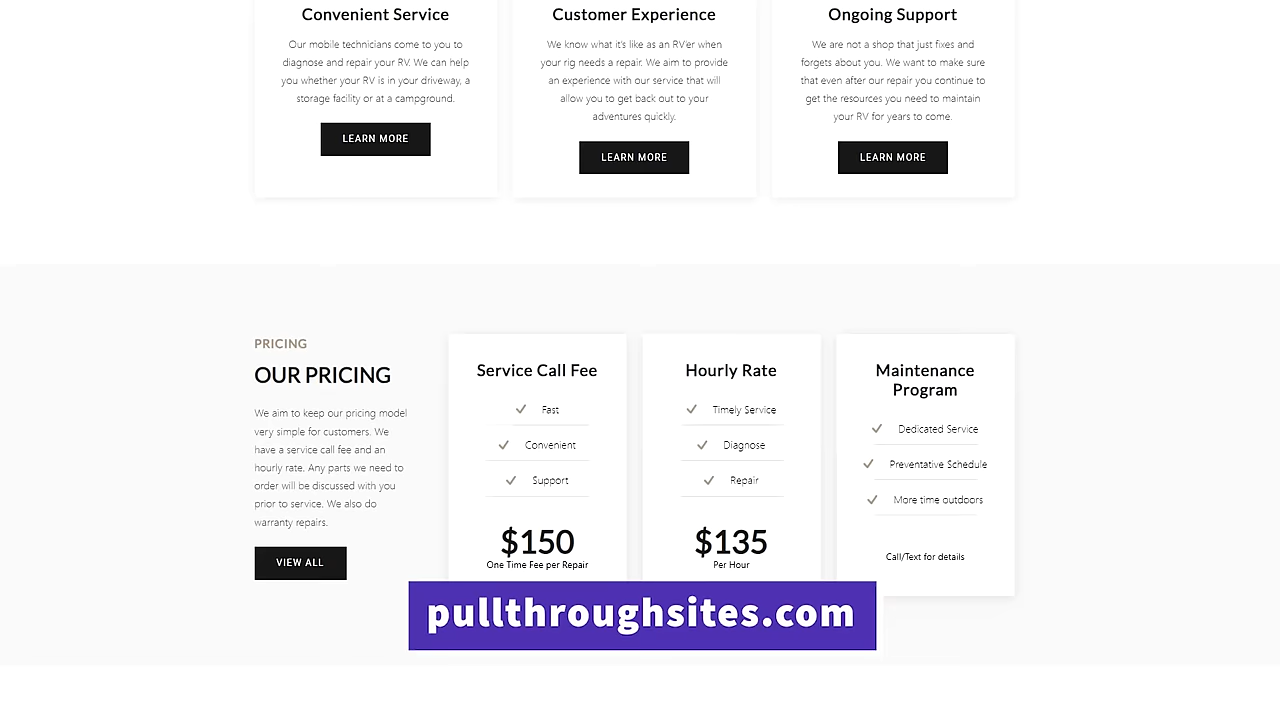 Convenient Service
Our mobile technicians come to you to
diagnose and repair your RV. We can help
you whether your RV is in your driveway, a
storage facility or at a campground.
LEARN MORE
Customer Experience
We know what it's like as an RV'er when
your rig needs a repair. We aim to provide
an experience with our service that will
allow you to get back out to your
adventures quickly.
LEARN MORE
Ongoing Support
We are not a shop that just fixes and
forgets about you. We want to make sure
that even after our repair you continue to
get the resources you need to maintain
your RV for years to come.
LEARN MORE
PRICING
OUR PRICING
We aim to keep our pricing model
very simple for customers. We
have a service call fee and an
hourly rate. Any parts we need to
order will be discussed with you
prior to service. We also do
warranty repairs.
VIEW ALL
Service Call Fee
Fast
Convenient
Support
$150
One Time Fee per Repair
Hourly Rate
Timely Service
Diagnose
Repair
$135
Per Hour
Maintenance
Program
Dedicated Service
Preventative Schedule
More time outdoors
Call/Text for details
pullthroughsites.com